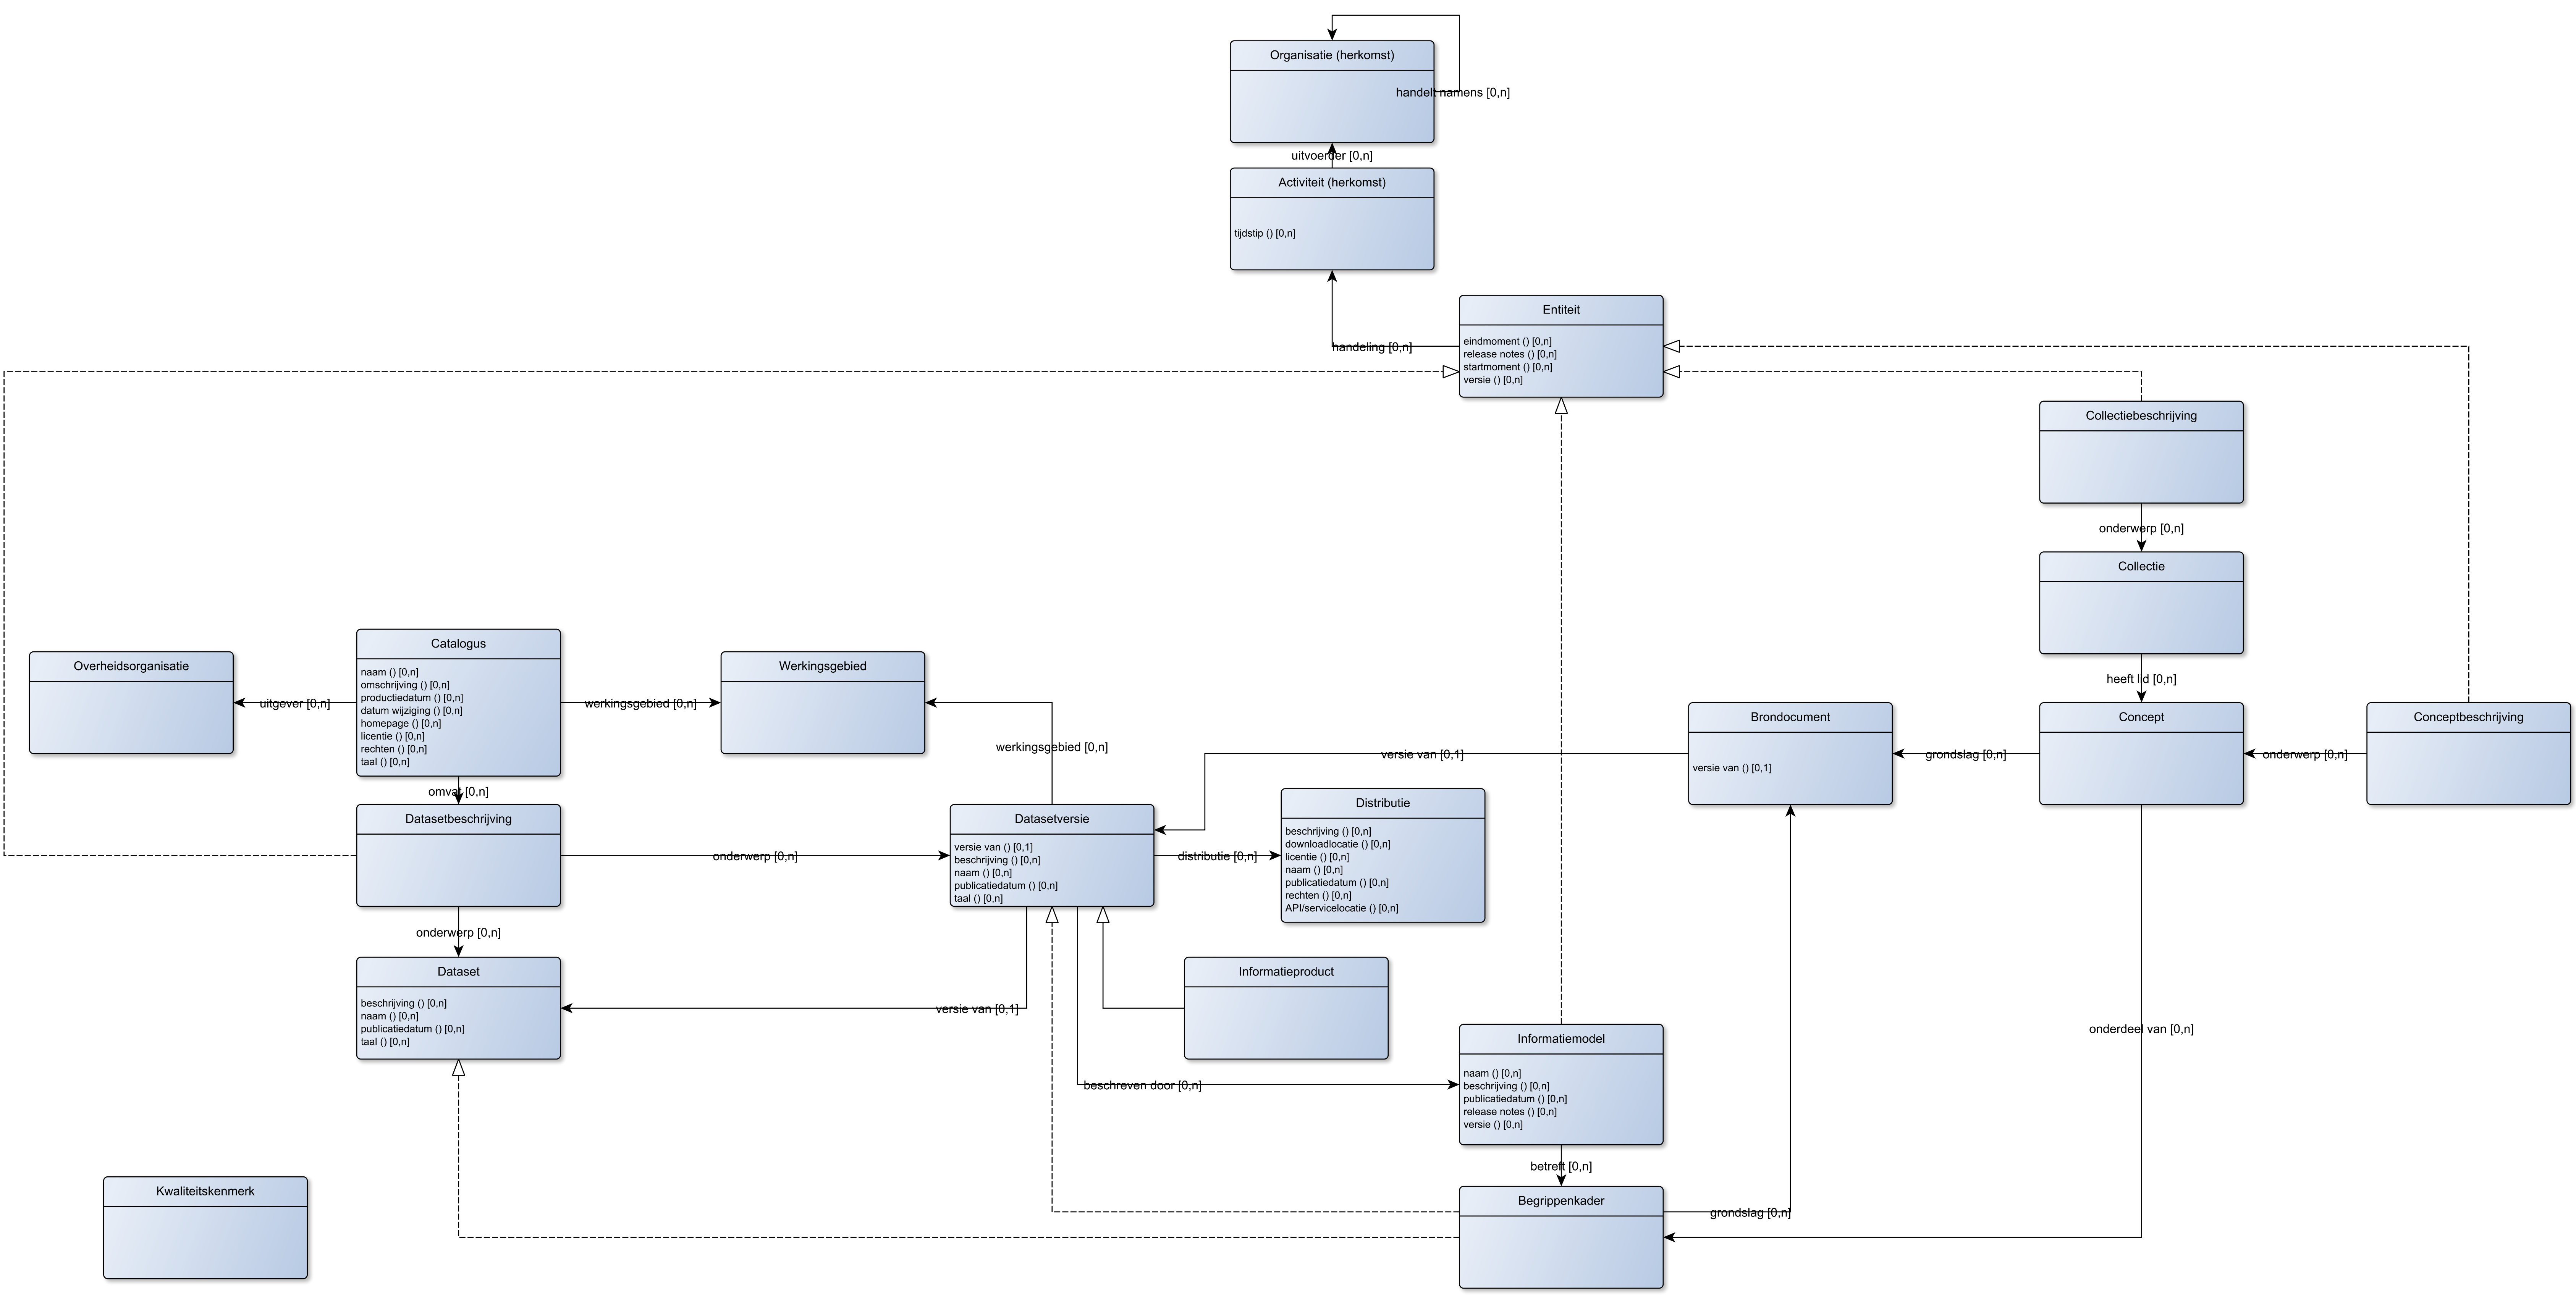 Organisatie (herkomst)
handelt namens [0,n]
uitvoerder [0,n]
Activiteit (herkomst)
tijdstip () [0,n]
handeling [0,n]
Entiteit
eindmoment () [0,n]
release notes () [0,n]
startmoment () [0,n]
versie () [0,n]
Collectiebeschrijving
onderwerp [0,n]
Collectie
heeft lid [0,n]
Overheidsorganisatie
uitgever [0,n]
Catalogus
naam () [0,n]
omschrijving () [0,n]
productiedatum () [0,n]
datum wijziging () [0,n]
homepage () [0,n]
licentie () [0,n]
rechten () [0,n]
taal () [0,n]
werkingsgebied [0,n]
Werkingsgebied
werkingsgebied [0,n]
versie van [0,1]
Brondocument
versie van () [0,1]
grondslag [0,n]
Concept
onderwerp [0,n]
Conceptbeschrijving
omvat [0,n]
Datasetbeschrijving
onderwerp [0,n]
Datasetversie
versie van () [0,1]
beschrijving () [0,n]
naam () [0,n]
publicatiedatum () [0,n]
taal () [0,n]
distributie [0,n]
Distributie
beschrijving () [0,n]
downloadlocatie () [0,n]
licentie () [0,n]
naam () [0,n]
publicatiedatum () [0,n]
rechten () [0,n]
API/servicelocatie () [0,n]
onderwerp [0,n]
Dataset
beschrijving () [0,n]
naam () [0,n]
publicatiedatum () [0,n]
taal () [0,n]
versie van [0,1]
Informatieproduct
beschreven door [0,n]
Informatiemodel
naam () [0,n]
beschrijving () [0,n]
publicatiedatum () [0,n]
release notes () [0,n]
versie () [0,n]
onderdeel van [0,n]
betreft [0,n]
Kwaliteitskenmerk
Begrippenkader
grondslag [0,n]